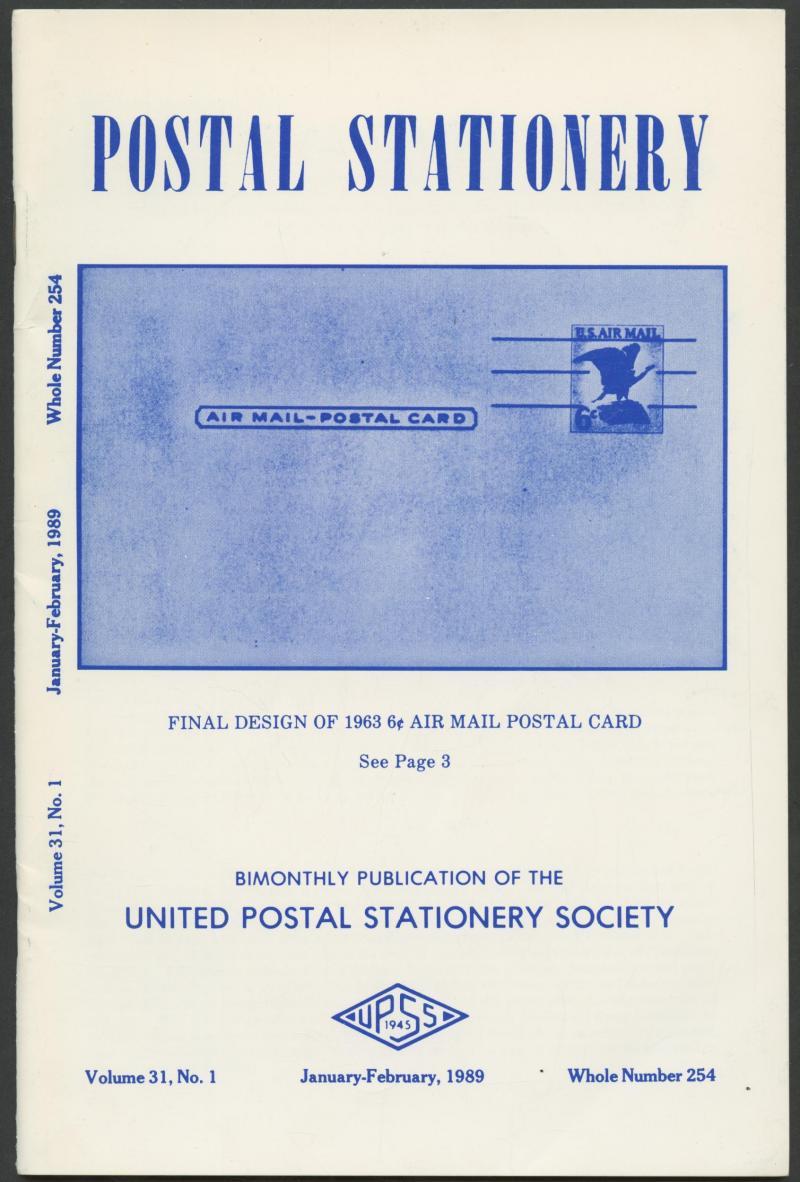 POSTAL STATIONERY
Volume 31, No. 1 January-February, 1989 Whole Number 254
U.S. AIR MAIL
6¢
AIR MAIL-POSTAL CARD
FINAL DESIGN OF 1963 6¢ AIR MAIL POSTAL CARD
See Page 3
BIMONTHLY PUBLICATION OF THE
UNITED POSTAL STATIONERY SOCIETY
UPSS
1945
Volume 31, No. 1 January-February, 1989 Whole Number 254